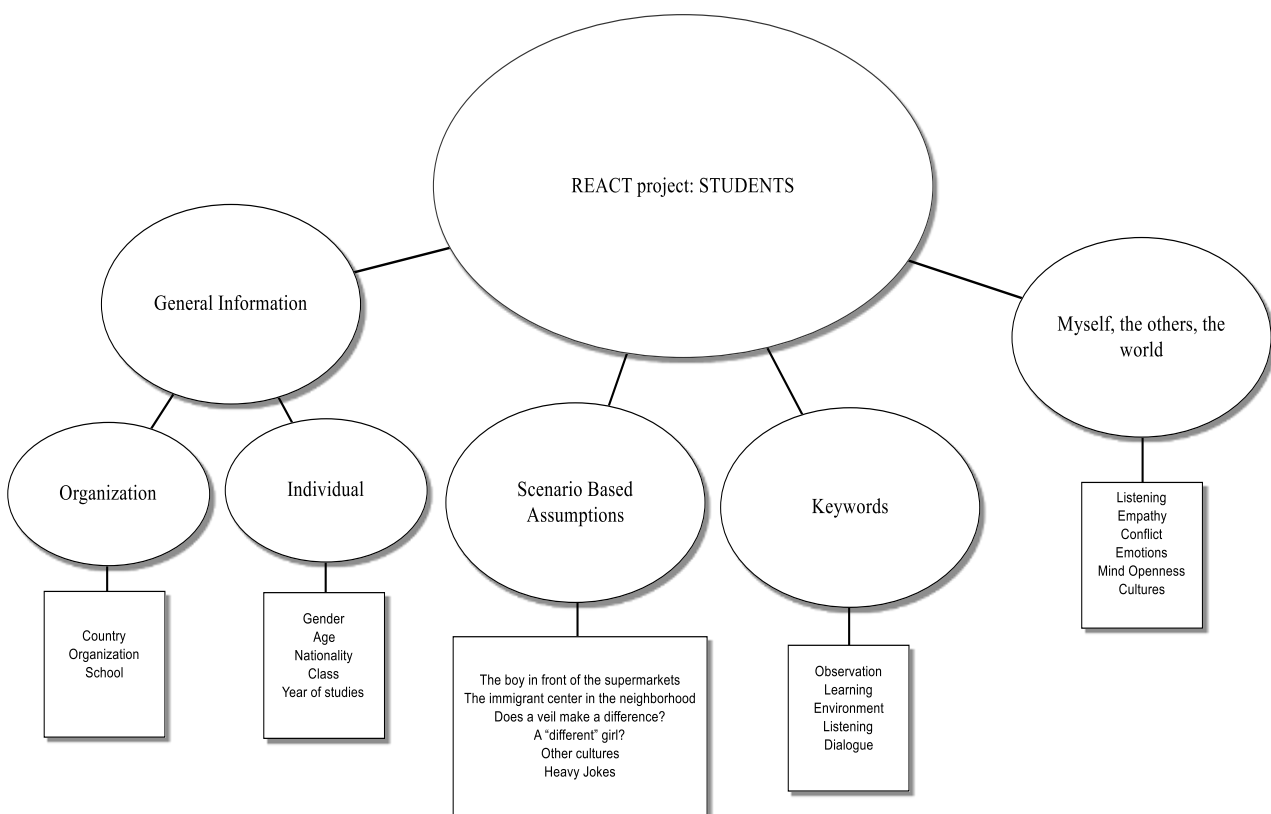 REACT project: STUDENTS
General Information
Myself, the others, the
world
Organization
Individual
Scenario Based
Assumptions
Keywords
Country
Organization
School
Gender
Age
Nationality
Class
Year of studies
The boy in front of the supermarkets
The immigrant center in the neighborhood
Does a veil make a difference?
A “different” girl?
Other cultures
Heavy Jokes
Observation
Learning
Environment
Listening
Dialogue
Listening
Empathy
Conflict
Emotions
Mind Openness
Cultures